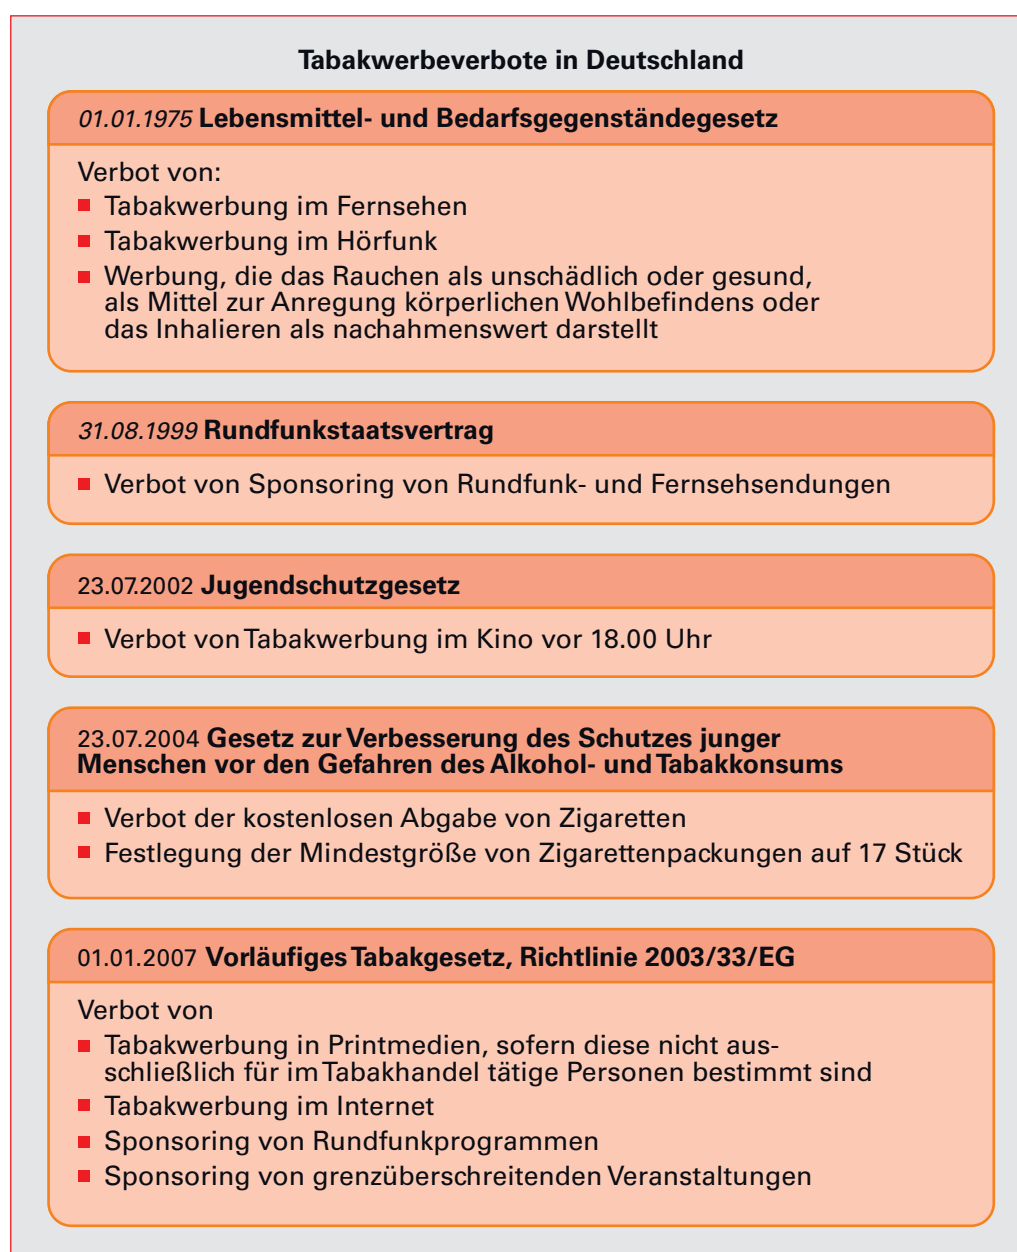 Tabakwerbeverbote in Deutschland
01.01.1975 Lebensmittel- und Bedarfsgegenständegesetz
Verbot von:
Tabakwerbung im Fernsehen
Tabakwerbung im Hörfunk
Werbung, die das Rauchen als unschädlich oder gesund,
als Mittel zur Anregung körperlichen Wohlbefindens oder
das Inhalieren als nachahmenswert darstellt
31.08.1999 Rundfunkstaatsvertrag
Verbot von Sponsoring von Rundfunk- und Fernsehsendungen
23.07.2002 Jugendschutzgesetz
Verbot von Tabakwerbung im Kino vor 18.00 Uhr
23.07.2004 Gesetz zur Verbesserung des Schutzes junger
Menschen vor den Gefahren des Alkohol- und Tabakkonsums
Verbot der kostenlosen Abgabe von Zigaretten
Festlegung der Mindestgröße von Zigarettenpackungen auf 17 Stück
01.01.2007 Vorläufiges Tabakgesetz, Richtlinie 2003/33/EG
Verbot von
Tabakwerbung in Printmedien, sofern diese nicht aus-
schließlich für im Tabakhandel tätige Personen bestimmt sind
Tabakwerbung im Internet
Sponsoring von Rundfunkprogrammen
Sponsoring von grenzüberschreitenden Veranstaltungen